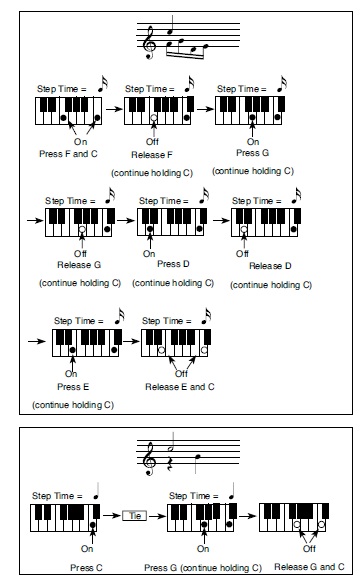 Step Time =
Step Time =
Step Time =
On
Off
On
Press F and C
Release F
Press G
(continue holding C)
(continue holding C)
Step Time =
Step Time =
Step Time =
Off
On
Off
Release G
Press D
Release D
(continue holding C)
(continue holding C)
(continue holding C)
Step Time =
Step Time =
On
Off
Press E
Release E and C
(continue holding C)
Step Time =
Tie
Step Time =
On
On
Off
Press C
Press G (continue holding C)
Release G and C